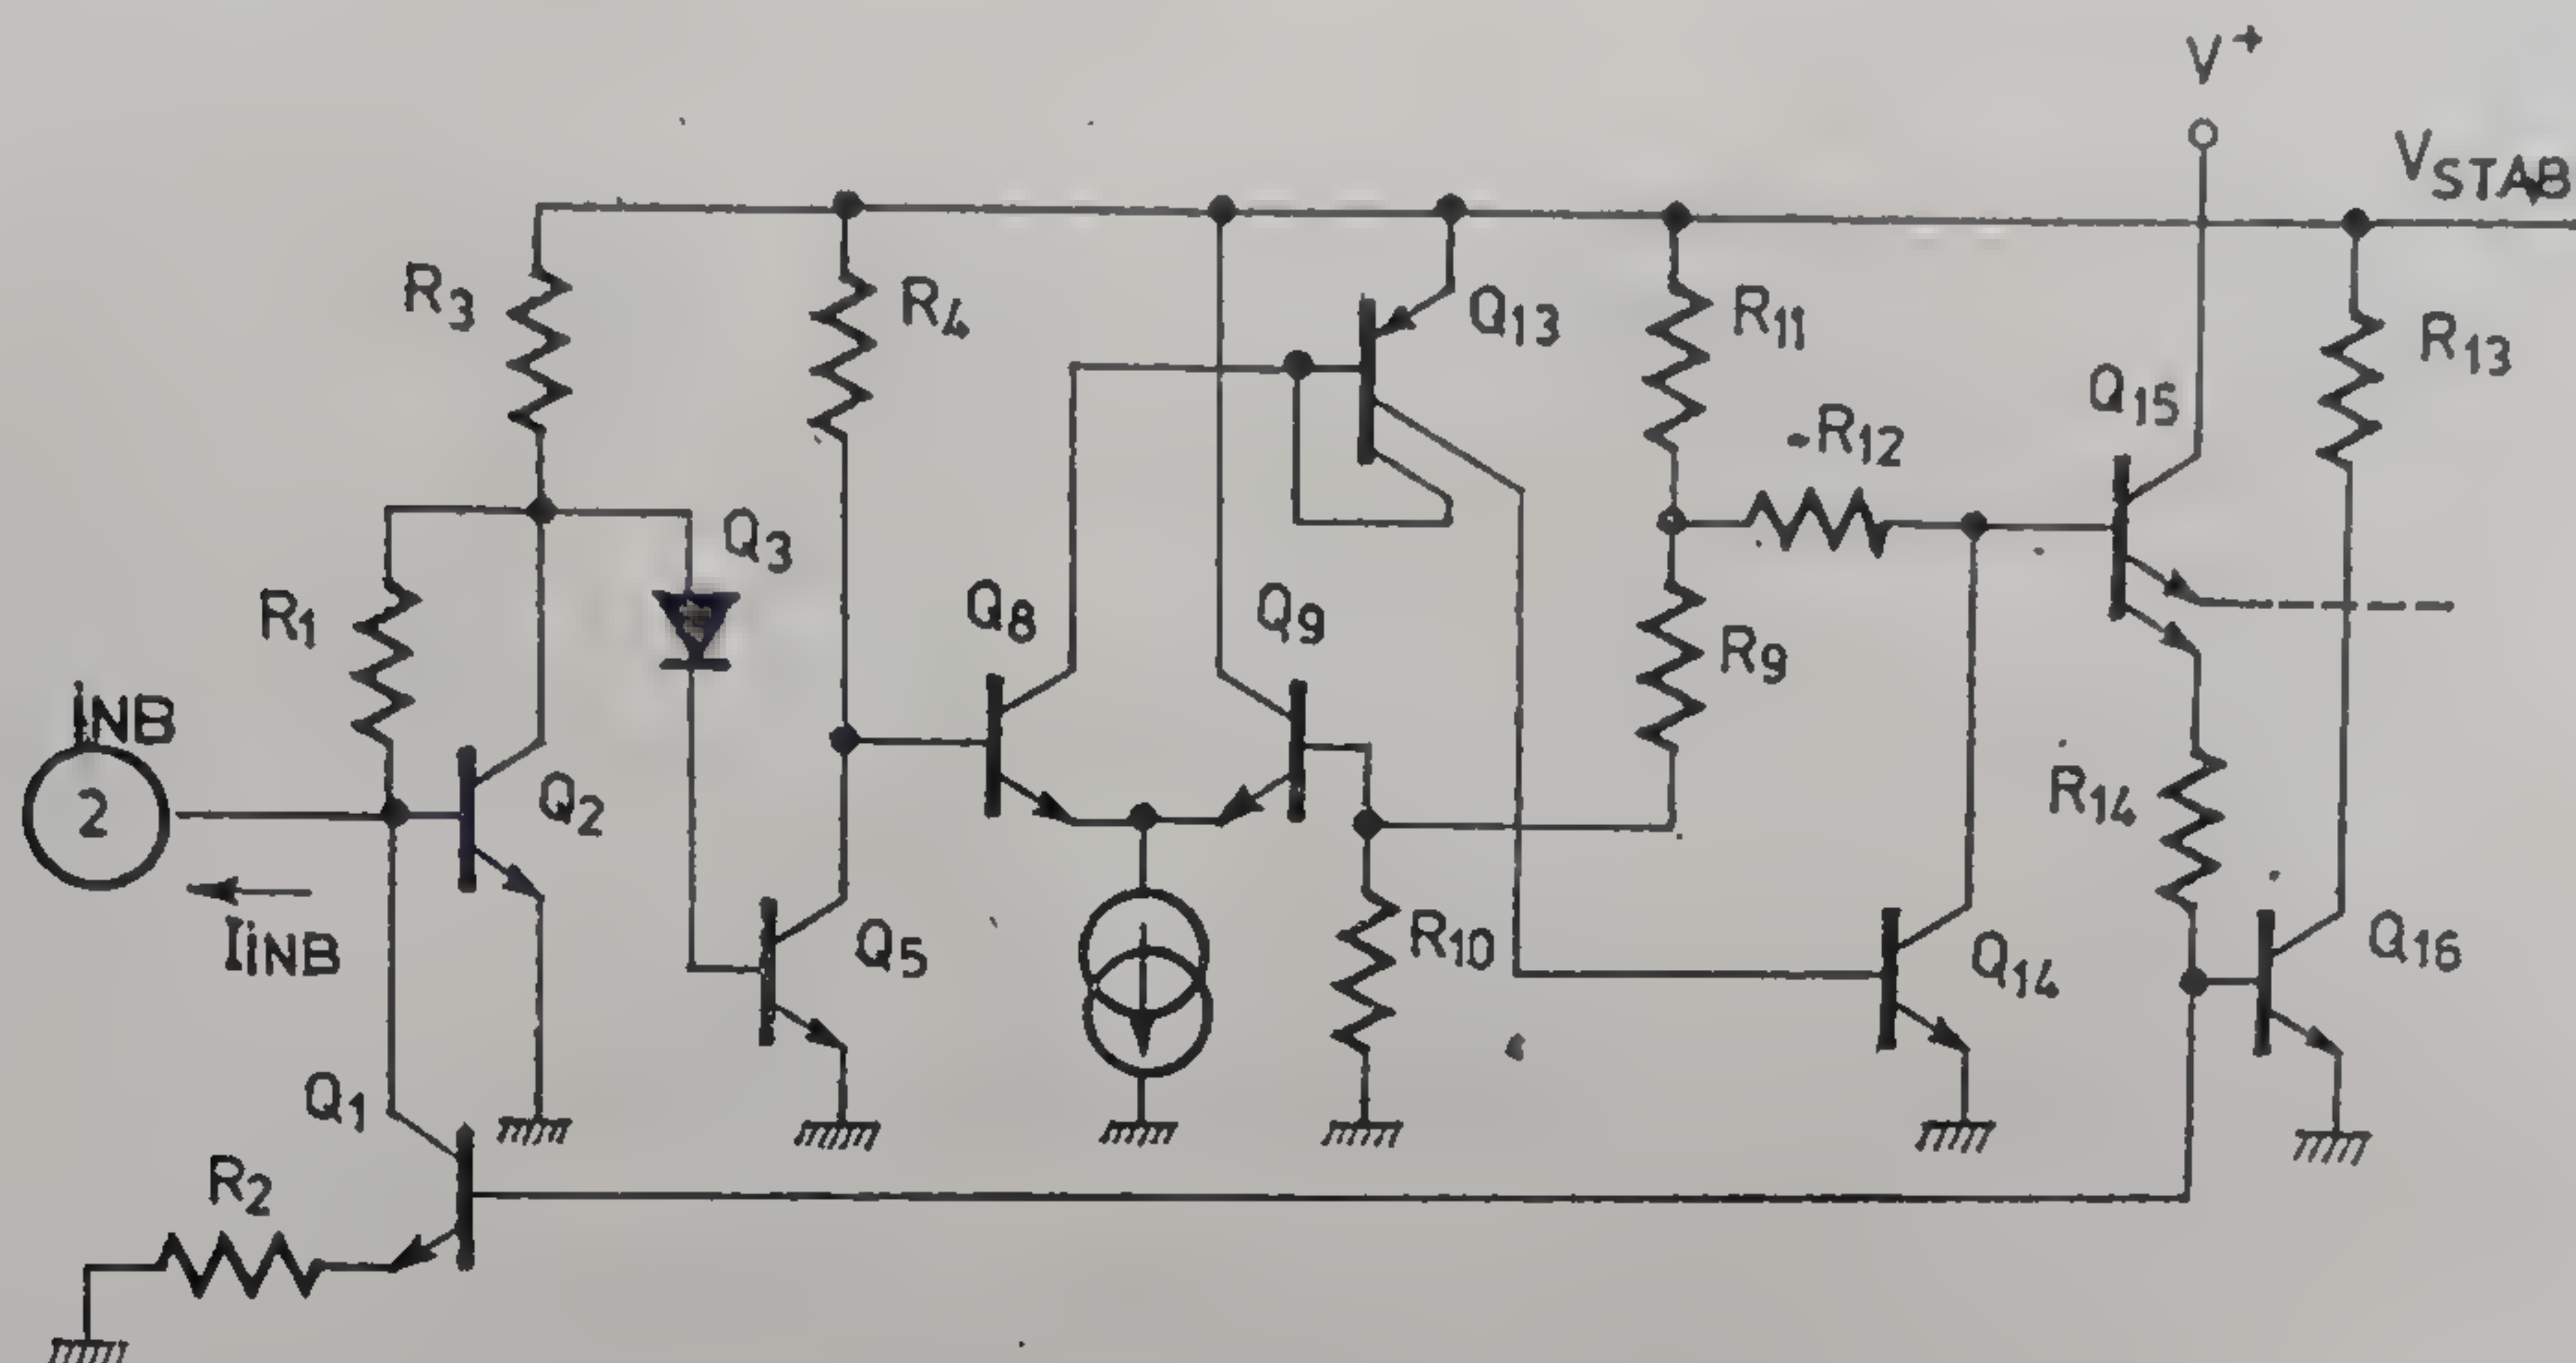 V+
VSTAB
R3
R4
Q13
R11
R13
Q15
R12
Q3
R1
Q8
Q9
R9
iNB
2
IiNB
Q2
Q5
R10
R14
Q14
Q16
Q1
R2